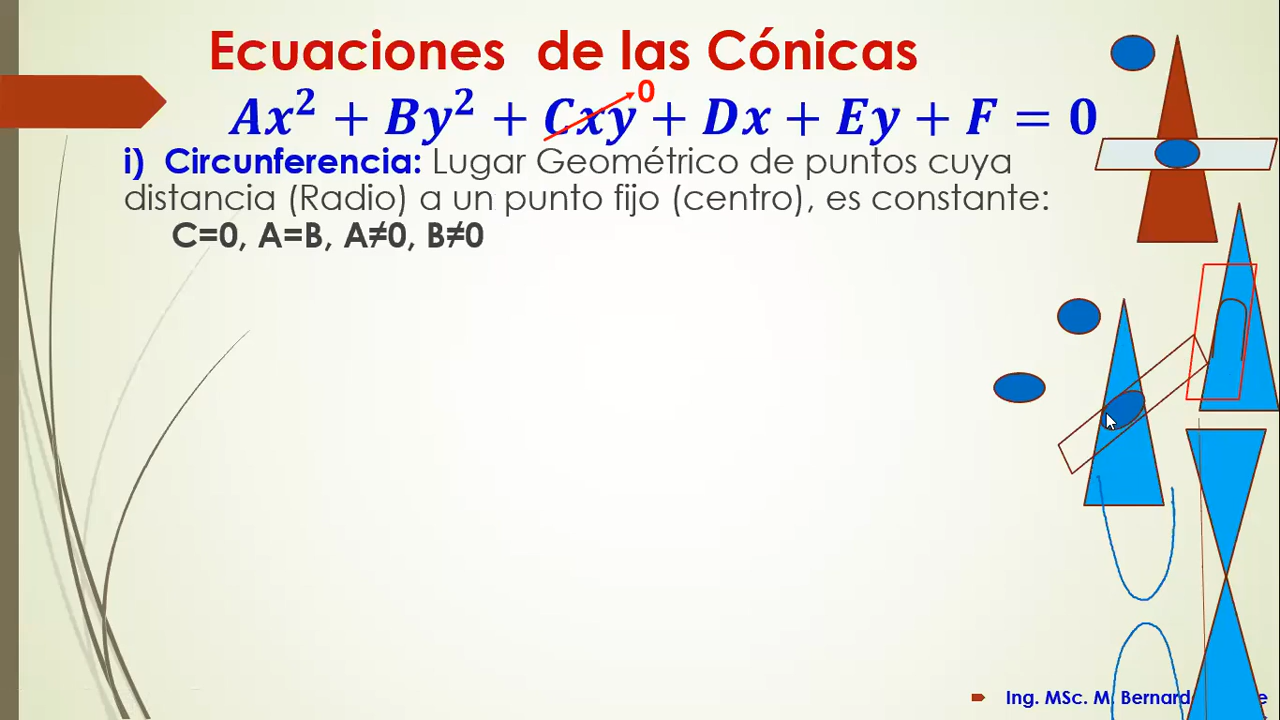 Ecuaciones de las Cónicas
Ax² + By² + Cxy + Dx + Ey + F = 0
0
i) Circunferencia: Lugar Geométrico de puntos cuya
distancia (Radio) a un punto fijo (centro), es constante:
C=0, A=B, A≠0, B≠0
Ing. MSc. M.